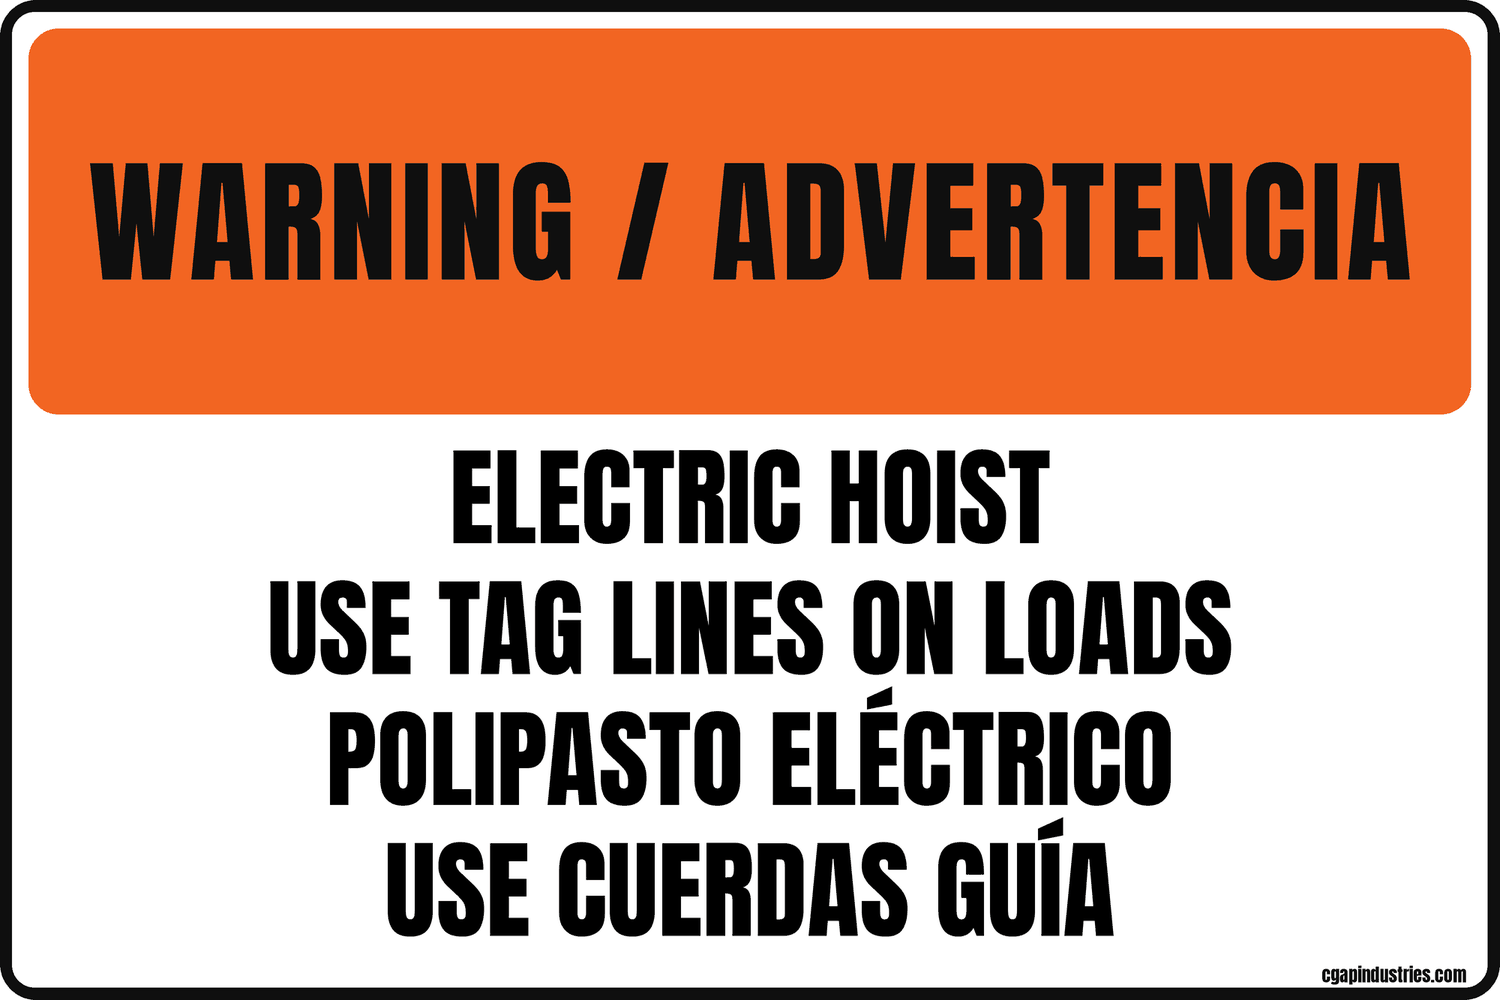 WARNING / ADVERTENCIA
ELECTRIC HOIST
USE TAG LINES ON LOADS
POLIPASTO ELÉCTRICO
USE CUERDAS GUÍA
cgapindustries.com